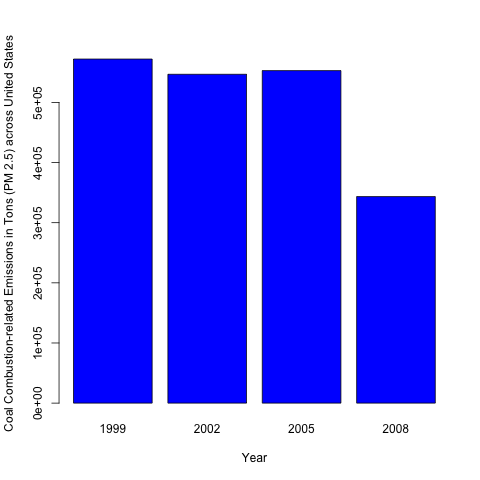 Coal Combustion-related Emissions in Tons (PM 2.5) across United States
5e+05
4e+05
3e+05
2e+05
1e+05
0e+00
1999 2002 2005 2008
Year